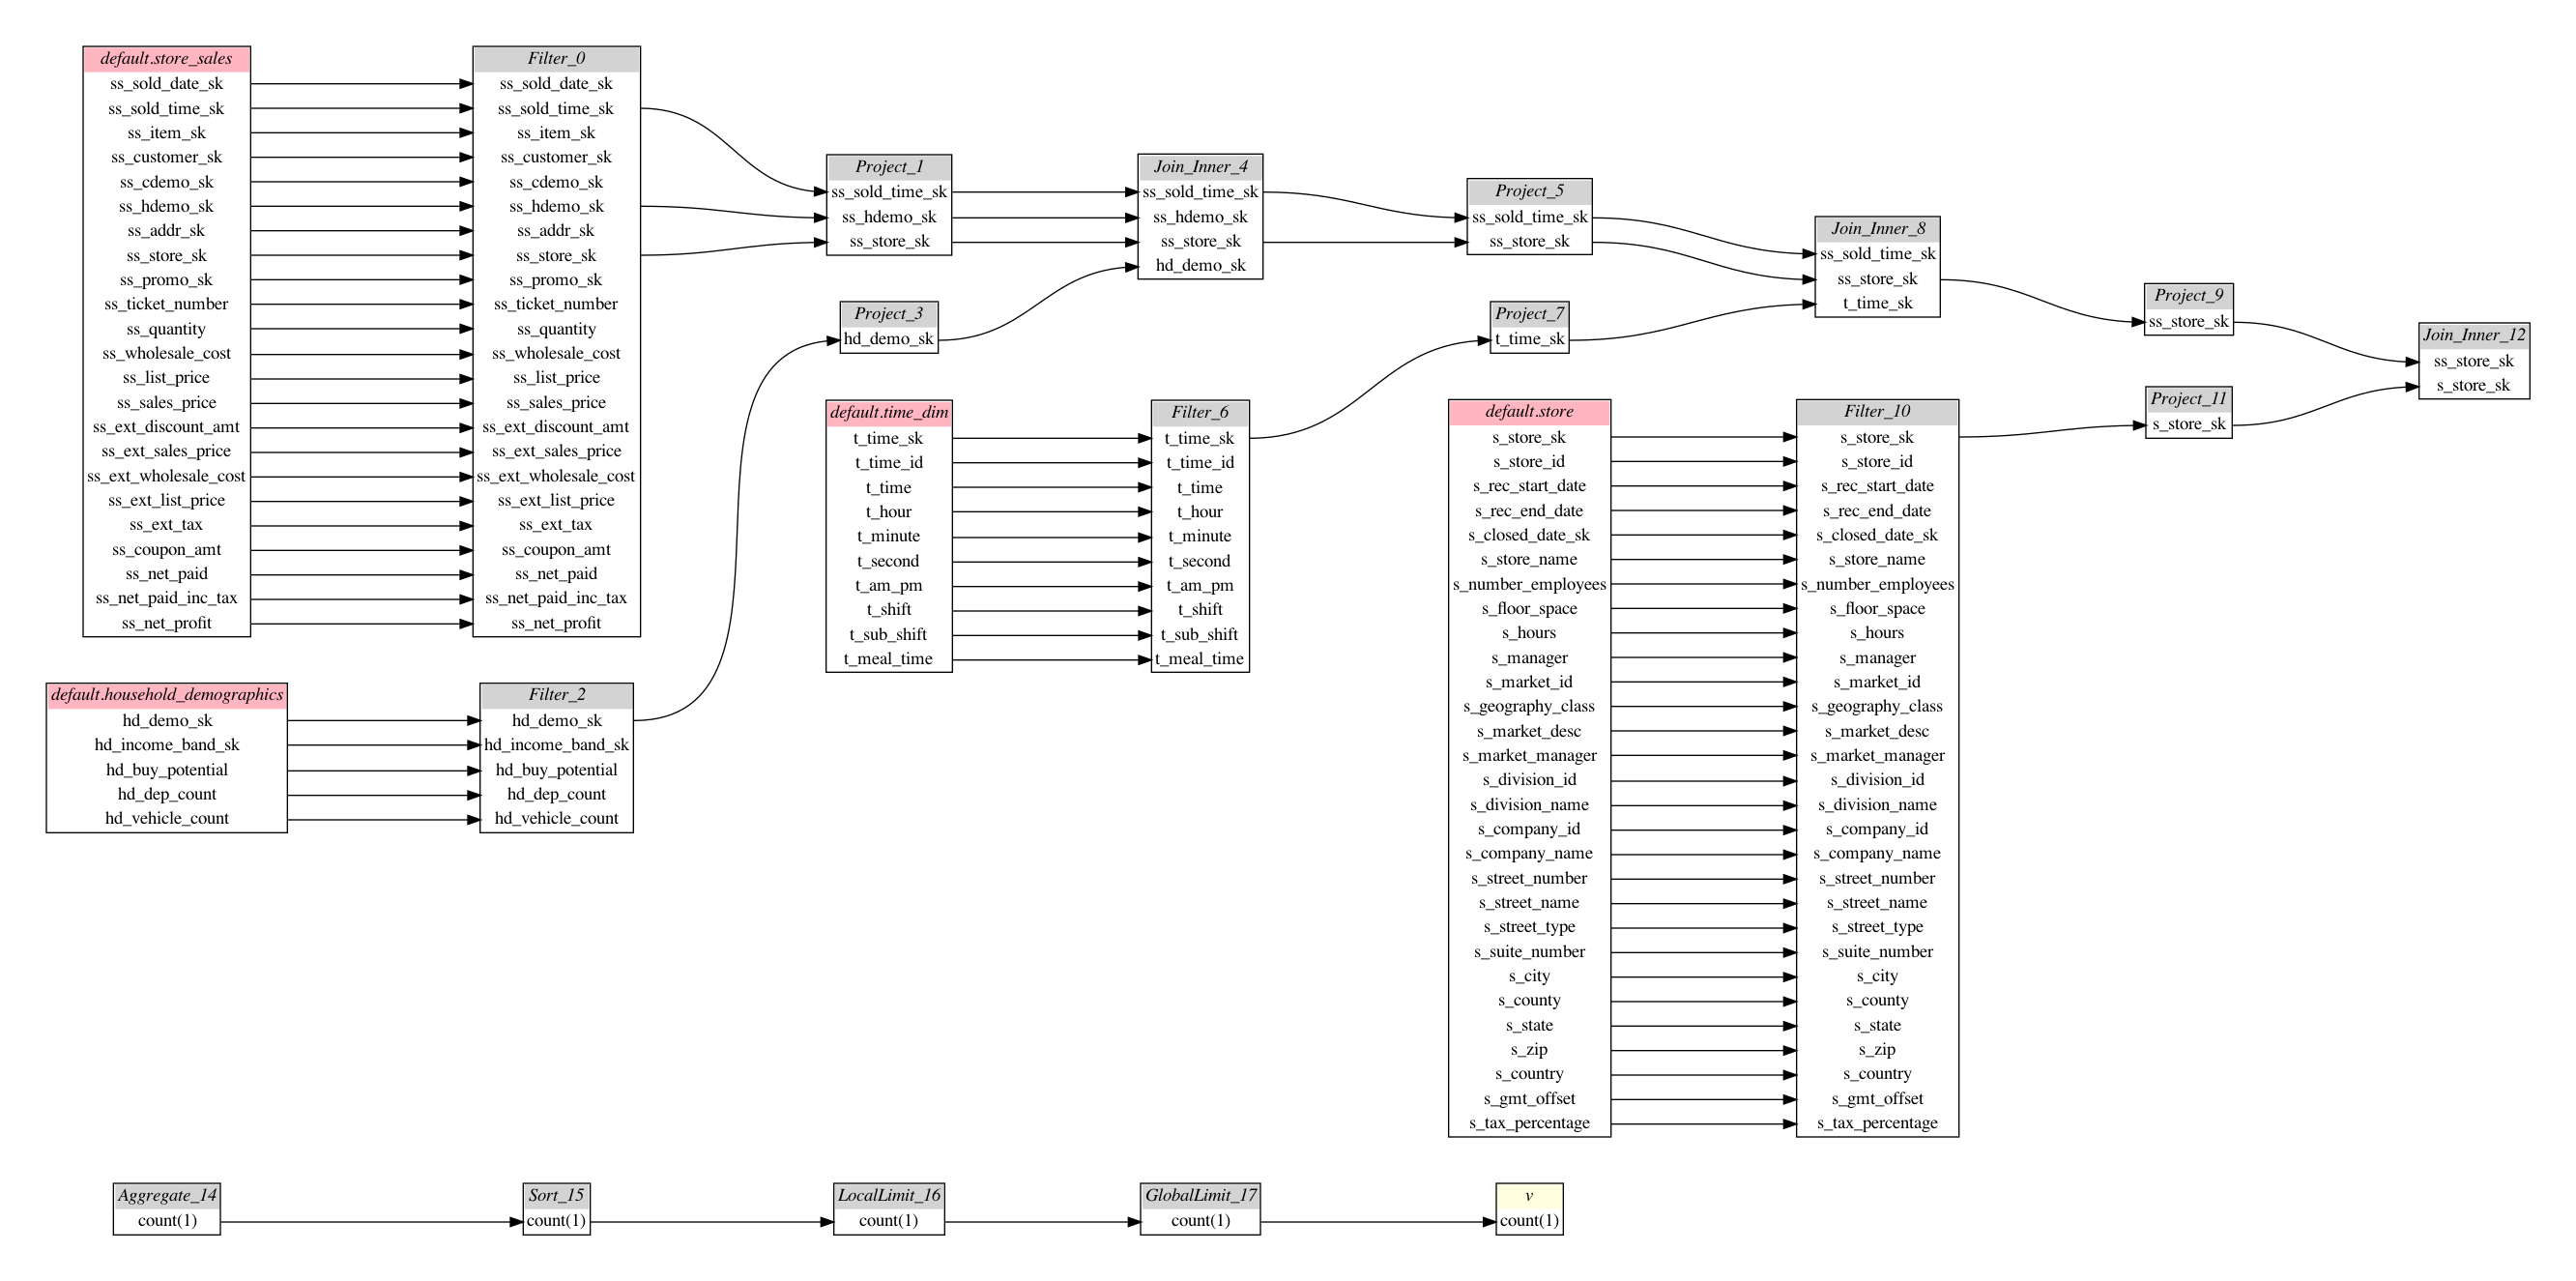 default.store_sales
ss_sold_date_sk
ss_sold_time_sk
ss_item_sk
ss_customer_sk
ss_cdemo_sk
ss_hdemo_sk
ss_addr_sk
ss_store_sk
ss_promo_sk
ss_ticket_number
ss_quantity
ss_wholesale_cost
ss_list_price
ss_sales_price
ss_ext_discount_amt
ss_ext_sales_price
ss_ext_wholesale_cost
ss_ext_list_price
ss_ext_tax
ss_coupon_amt
ss_net_paid
ss_net_paid_inc_tax
ss_net_profit
Filter_0
ss_sold_date_sk
ss_sold_time_sk
ss_item_sk
ss_customer_sk
ss_cdemo_sk
ss_hdemo_sk
ss_addr_sk
ss_store_sk
ss_promo_sk
ss_ticket_number
ss_quantity
ss_wholesale_cost
ss_list_price
ss_sales_price
ss_ext_discount_amt
ss_ext_sales_price
ss_ext_wholesale_cost
ss_ext_list_price
ss_ext_tax
ss_coupon_amt
ss_net_paid
ss_net_paid_inc_tax
ss_net_profit
Project_1
ss_sold_time_sk
ss_hdemo_sk
ss_store_sk
Join_Inner_4
ss_sold_time_sk
ss_hdemo_sk
ss_store_sk
hd_demo_sk
Project_5
ss_sold_time_sk
ss_store_sk
Join_Inner_8
ss_sold_time_sk
ss_store_sk
t_time_sk
Project_9
ss_store_sk
Join_Inner_12
ss_store_sk
s_store_sk
Project_3
hd_demo_sk
Project_7
t_time_sk
Project_11
s_store_sk
default.time_dim
t_time_sk
t_time_id
t_time
t_hour
t_minute
t_second
t_am_pm
t_shift
t_sub_shift
t_meal_time
Filter_6
t_time_sk
t_time_id
t_time
t_hour
t_minute
t_second
t_am_pm
t_shift
t_sub_shift
t_meal_time
default.store
s_store_sk
s_store_id
s_rec_start_date
s_rec_end_date
s_closed_date_sk
s_store_name
s_number_employees
s_floor_space
s_hours
s_manager
s_market_id
s_geography_class
s_market_desc
s_market_manager
s_division_id
s_division_name
s_company_id
s_company_name
s_street_number
s_street_name
s_street_type
s_suite_number
s_city
s_county
s_state
s_zip
s_country
s_gmt_offset
s_tax_percentage
Filter_10
s_store_sk
s_store_id
s_rec_start_date
s_rec_end_date
s_closed_date_sk
s_store_name
s_number_employees
s_floor_space
s_hours
s_manager
s_market_id
s_geography_class
s_market_desc
s_market_manager
s_division_id
s_division_name
s_company_id
s_company_name
s_street_number
s_street_name
s_street_type
s_suite_number
s_city
s_county
s_state
s_zip
s_country
s_gmt_offset
s_tax_percentage
default.household_demographics
hd_demo_sk
hd_income_band_sk
hd_buy_potential
hd_dep_count
hd_vehicle_count
Filter_2
hd_demo_sk
hd_income_band_sk
hd_buy_potential
hd_dep_count
hd_vehicle_count
Aggregate_14
count(1)
Sort_15
count(1)
LocalLimit_16
count(1)
GlobalLimit_17
count(1)
v
count(1)